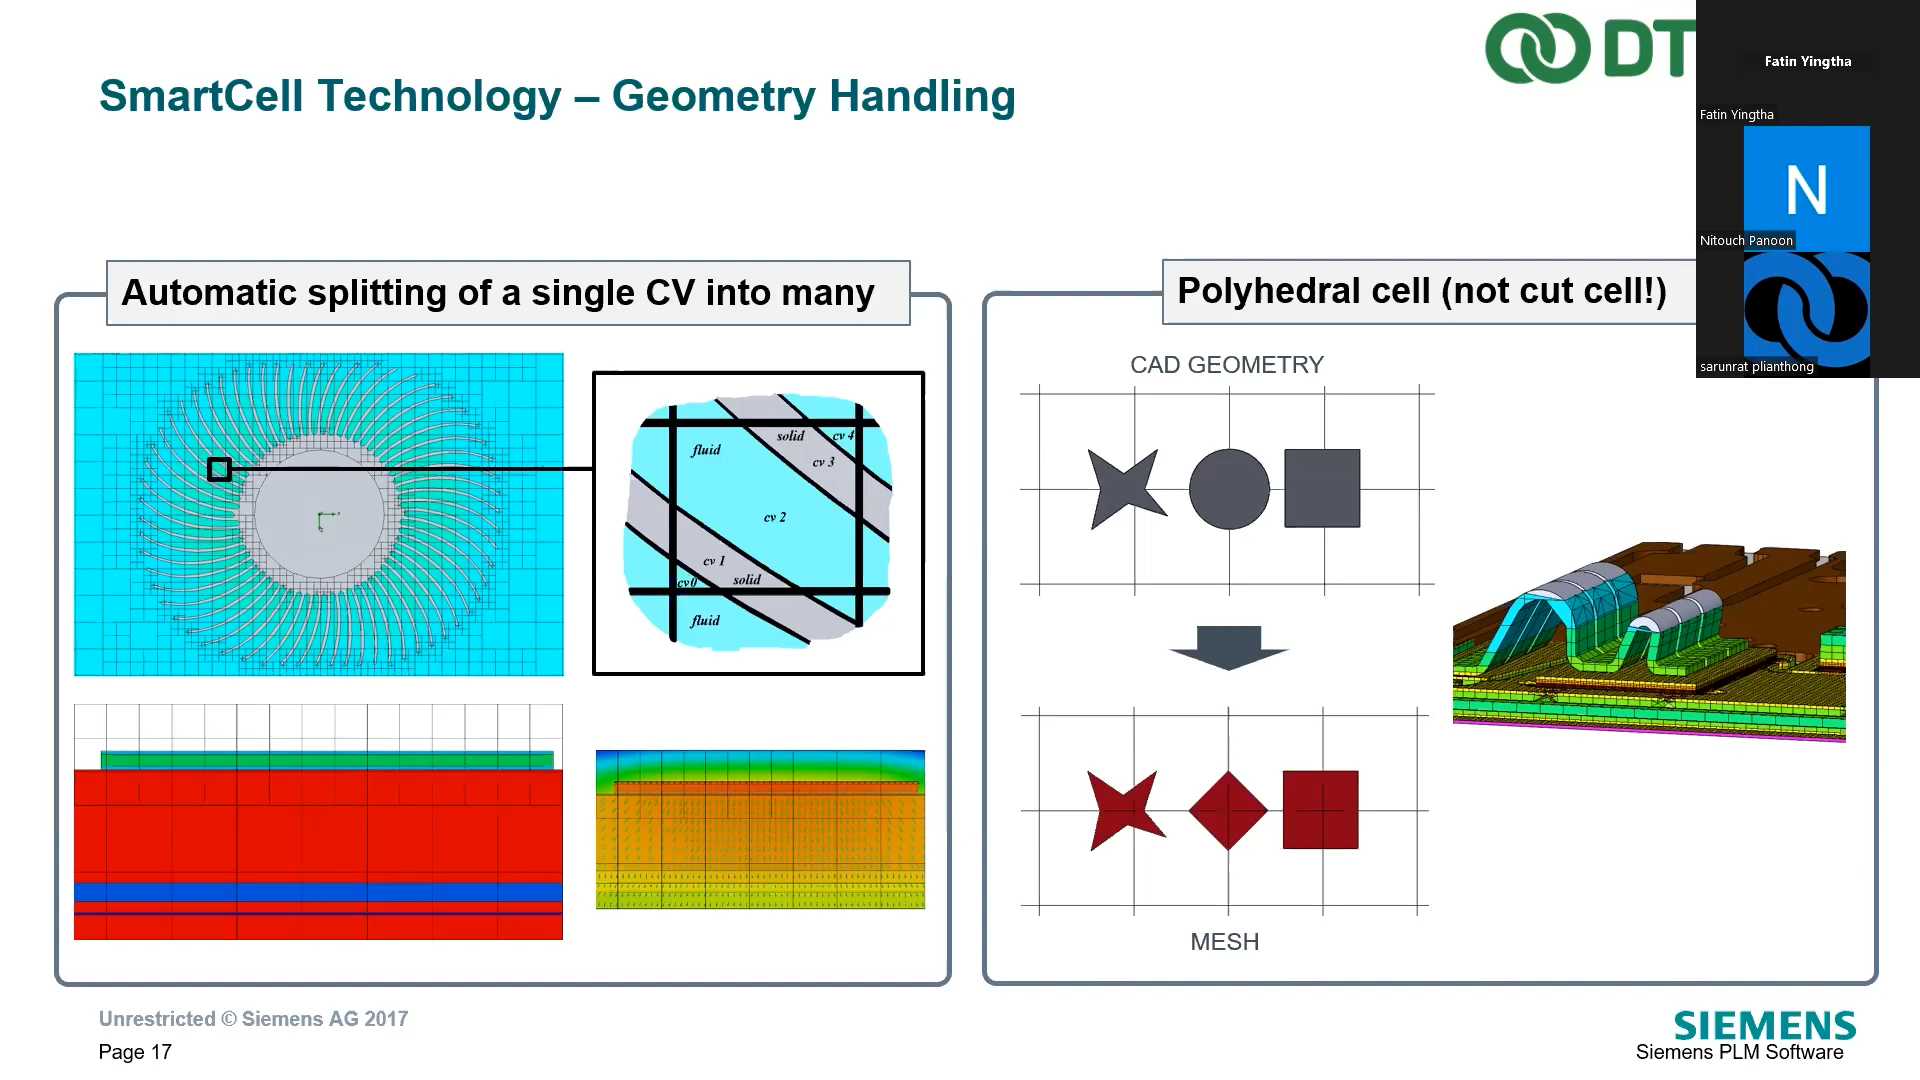 DT
SmartCell Technology – Geometry Handling
Fatin Yingtha
Fatin Yingtha
N
Nitouch Panoon
sarunrat plianthong
Automatic splitting of a single CV into many
fluid
solid
cv 4
cv 3
cv 2
cv 1
cv0
solid
fluid
Polyhedral cell (not cut cell!)
CAD GEOMETRY
MESH
Unrestricted © Siemens AG 2017
Page 17
SIEMENS
Siemens PLM Software